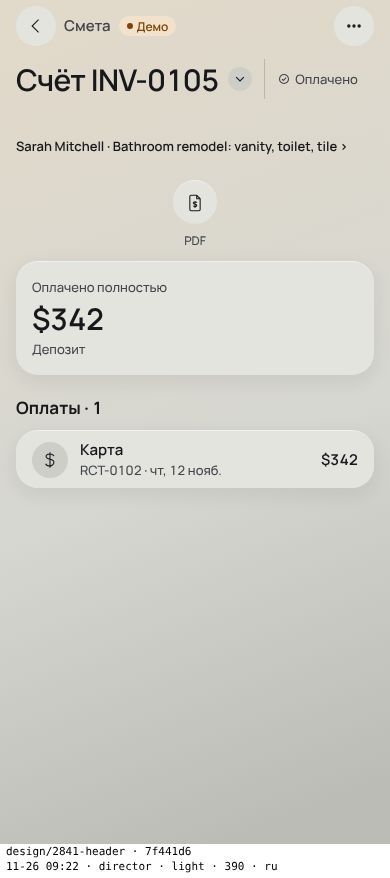 Смета
Демо
Счёт INV-0105
Оплачено
Sarah Mitchell · Bathroom remodel: vanity, toilet, tile ›
PDF
Оплачено полностью
$342
Депозит
Оплаты · 1
Карта
RCT-0102 · чт, 12 нояб.
$342
design/2841-header · 7f441d6
11-26 09:22 · director · light · 390 · ru